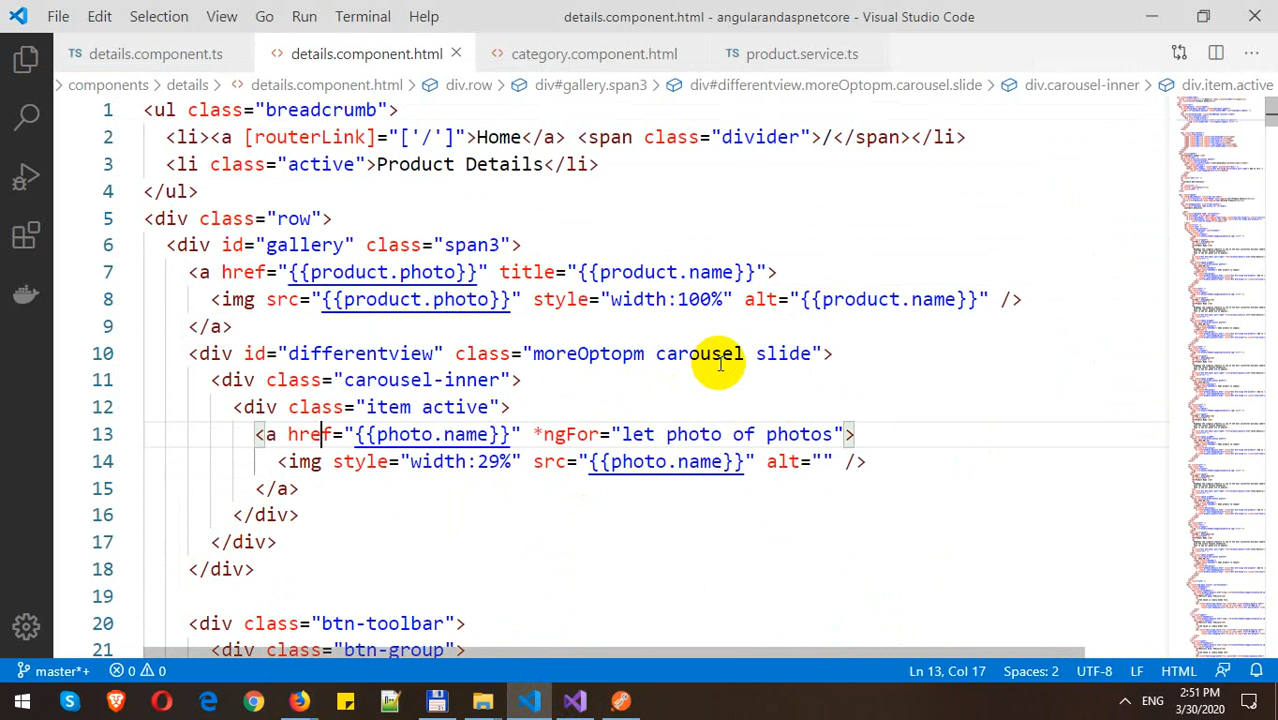 File Edit View Go Run Terminal Help details.component.html - engularandaspnetcore - Visual Studio Code
TS details.component.ts <> details.component.html <> category.component.html TS product.service.ts
components > details > <> details.component.html > div.row > div#gallery.span3 > div#differentview.moreOptopm.carousel.slide > div.carousel-inner > div.item.active
1 <ul class="breadcrumb">
2 <li><a [routerLink]="['/']">Home</a> <span class="divider">/</span></li>
3 <li class="active">Product Detail</li>
4 </ul>
5 <div class="row">
6 <div id="gallery" class="span3">
7 <a href="{{product.photo}}" title="{{product.name}}">
8 <img src="{{product.photo}}" style="width:100%" alt="{{product.name}}" />
9 </a>
10 <div id="differentview" class="moreOptopm carousel slide">
11 <div class="carousel-inner">
12 <div class="item active">
13 <a href="{{photo.name}}" *ngFor="let photo of photos">
14 <img style="width:29%" src="{{photo.name}}" alt="" />
15 </a>
16 </div>
17 </div>
18 </div>
19
20 <div class="btn-toolbar">
21 <div class="btn-group">
master*+ 0 0 Ln 13, Col 17 Spaces: 2 UTF-8 LF HTML
ENG 2:51 PM
3/30/2020